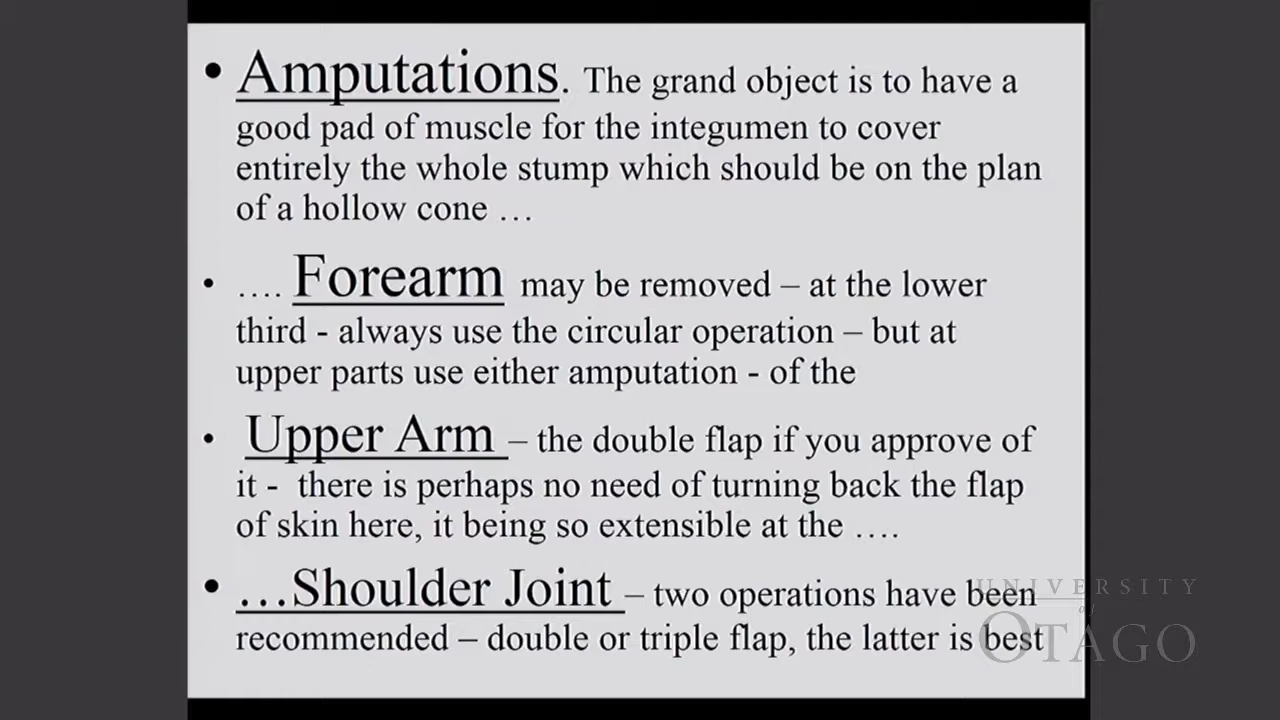 • Amputations. The grand object is to have a
good pad of muscle for the integumen to cover
entirely the whole stump which should be on the plan
of a hollow cone …
• …. Forearm may be removed – at the lower
third - always use the circular operation – but at
upper parts use either amputation - of the
• Upper Arm – the double flap if you approve of
it - there is perhaps no need of turning back the flap
of skin here, it being so extensible at the ….
• …Shoulder Joint – two operations have been
recommended – double or triple flap, the latter is best
UNIVERSITY
of
OTAGO